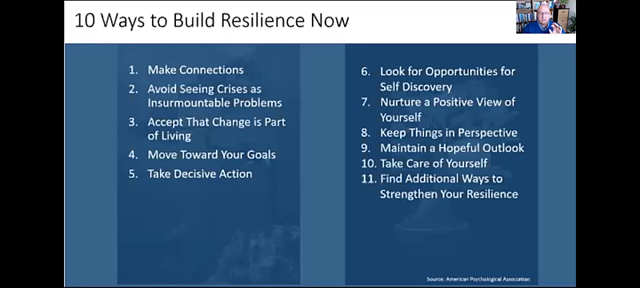 10 Ways to Build Resilience Now
1. Make Connections
2. Avoid Seeing Crises as
Insurmountable Problems
3. Accept That Change is Part
of Living
4. Move Toward Your Goals
5. Take Decisive Action
6. Look for Opportunities for
Self Discovery
7. Nurture a Positive View of
Yourself
8. Keep Things in Perspective
9. Maintain a Hopeful Outlook
10. Take Care of Yourself
11. Find Additional Ways to
Strengthen Your Resilience
Source: American Psychological Association